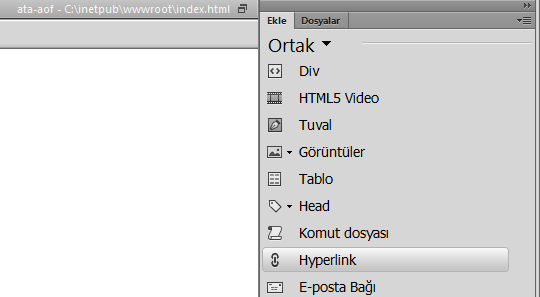 ata-aof - C:\inetpub\wwwroot\index.html
Ekle Dosyalar
Ortak
Div
HTML5 Video
Tuval
Görüntüler
Tablo
Head
Komut dosyası
Hyperlink
E-posta Bağı